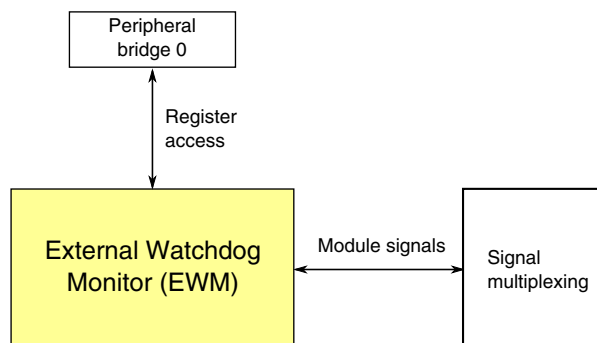 Peripheral
bridge 0
Register
access
External Watchdog
Monitor (EWM)
Module signals
Signal
multiplexing